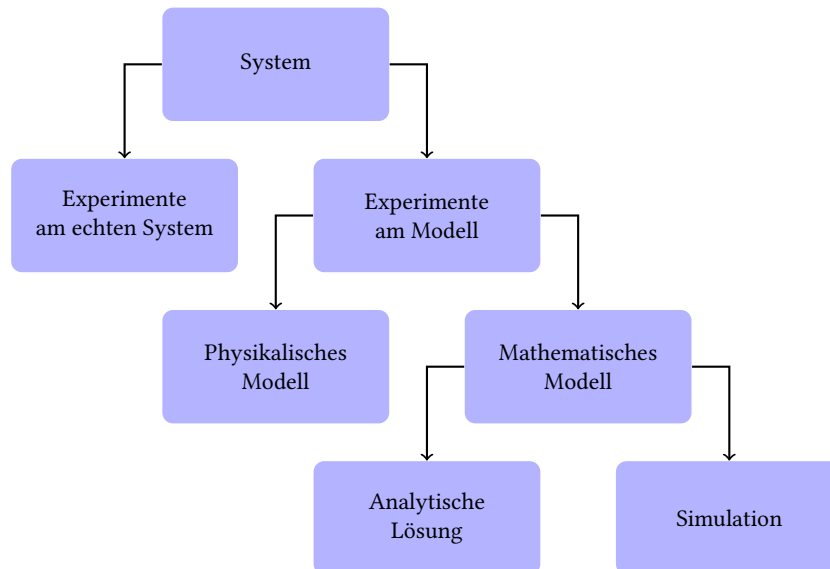 System
Experimente
am echten System
Experimente
am Modell
Physikalisches
Modell
Mathematisches
Modell
Analytische
Lösung
Simulation